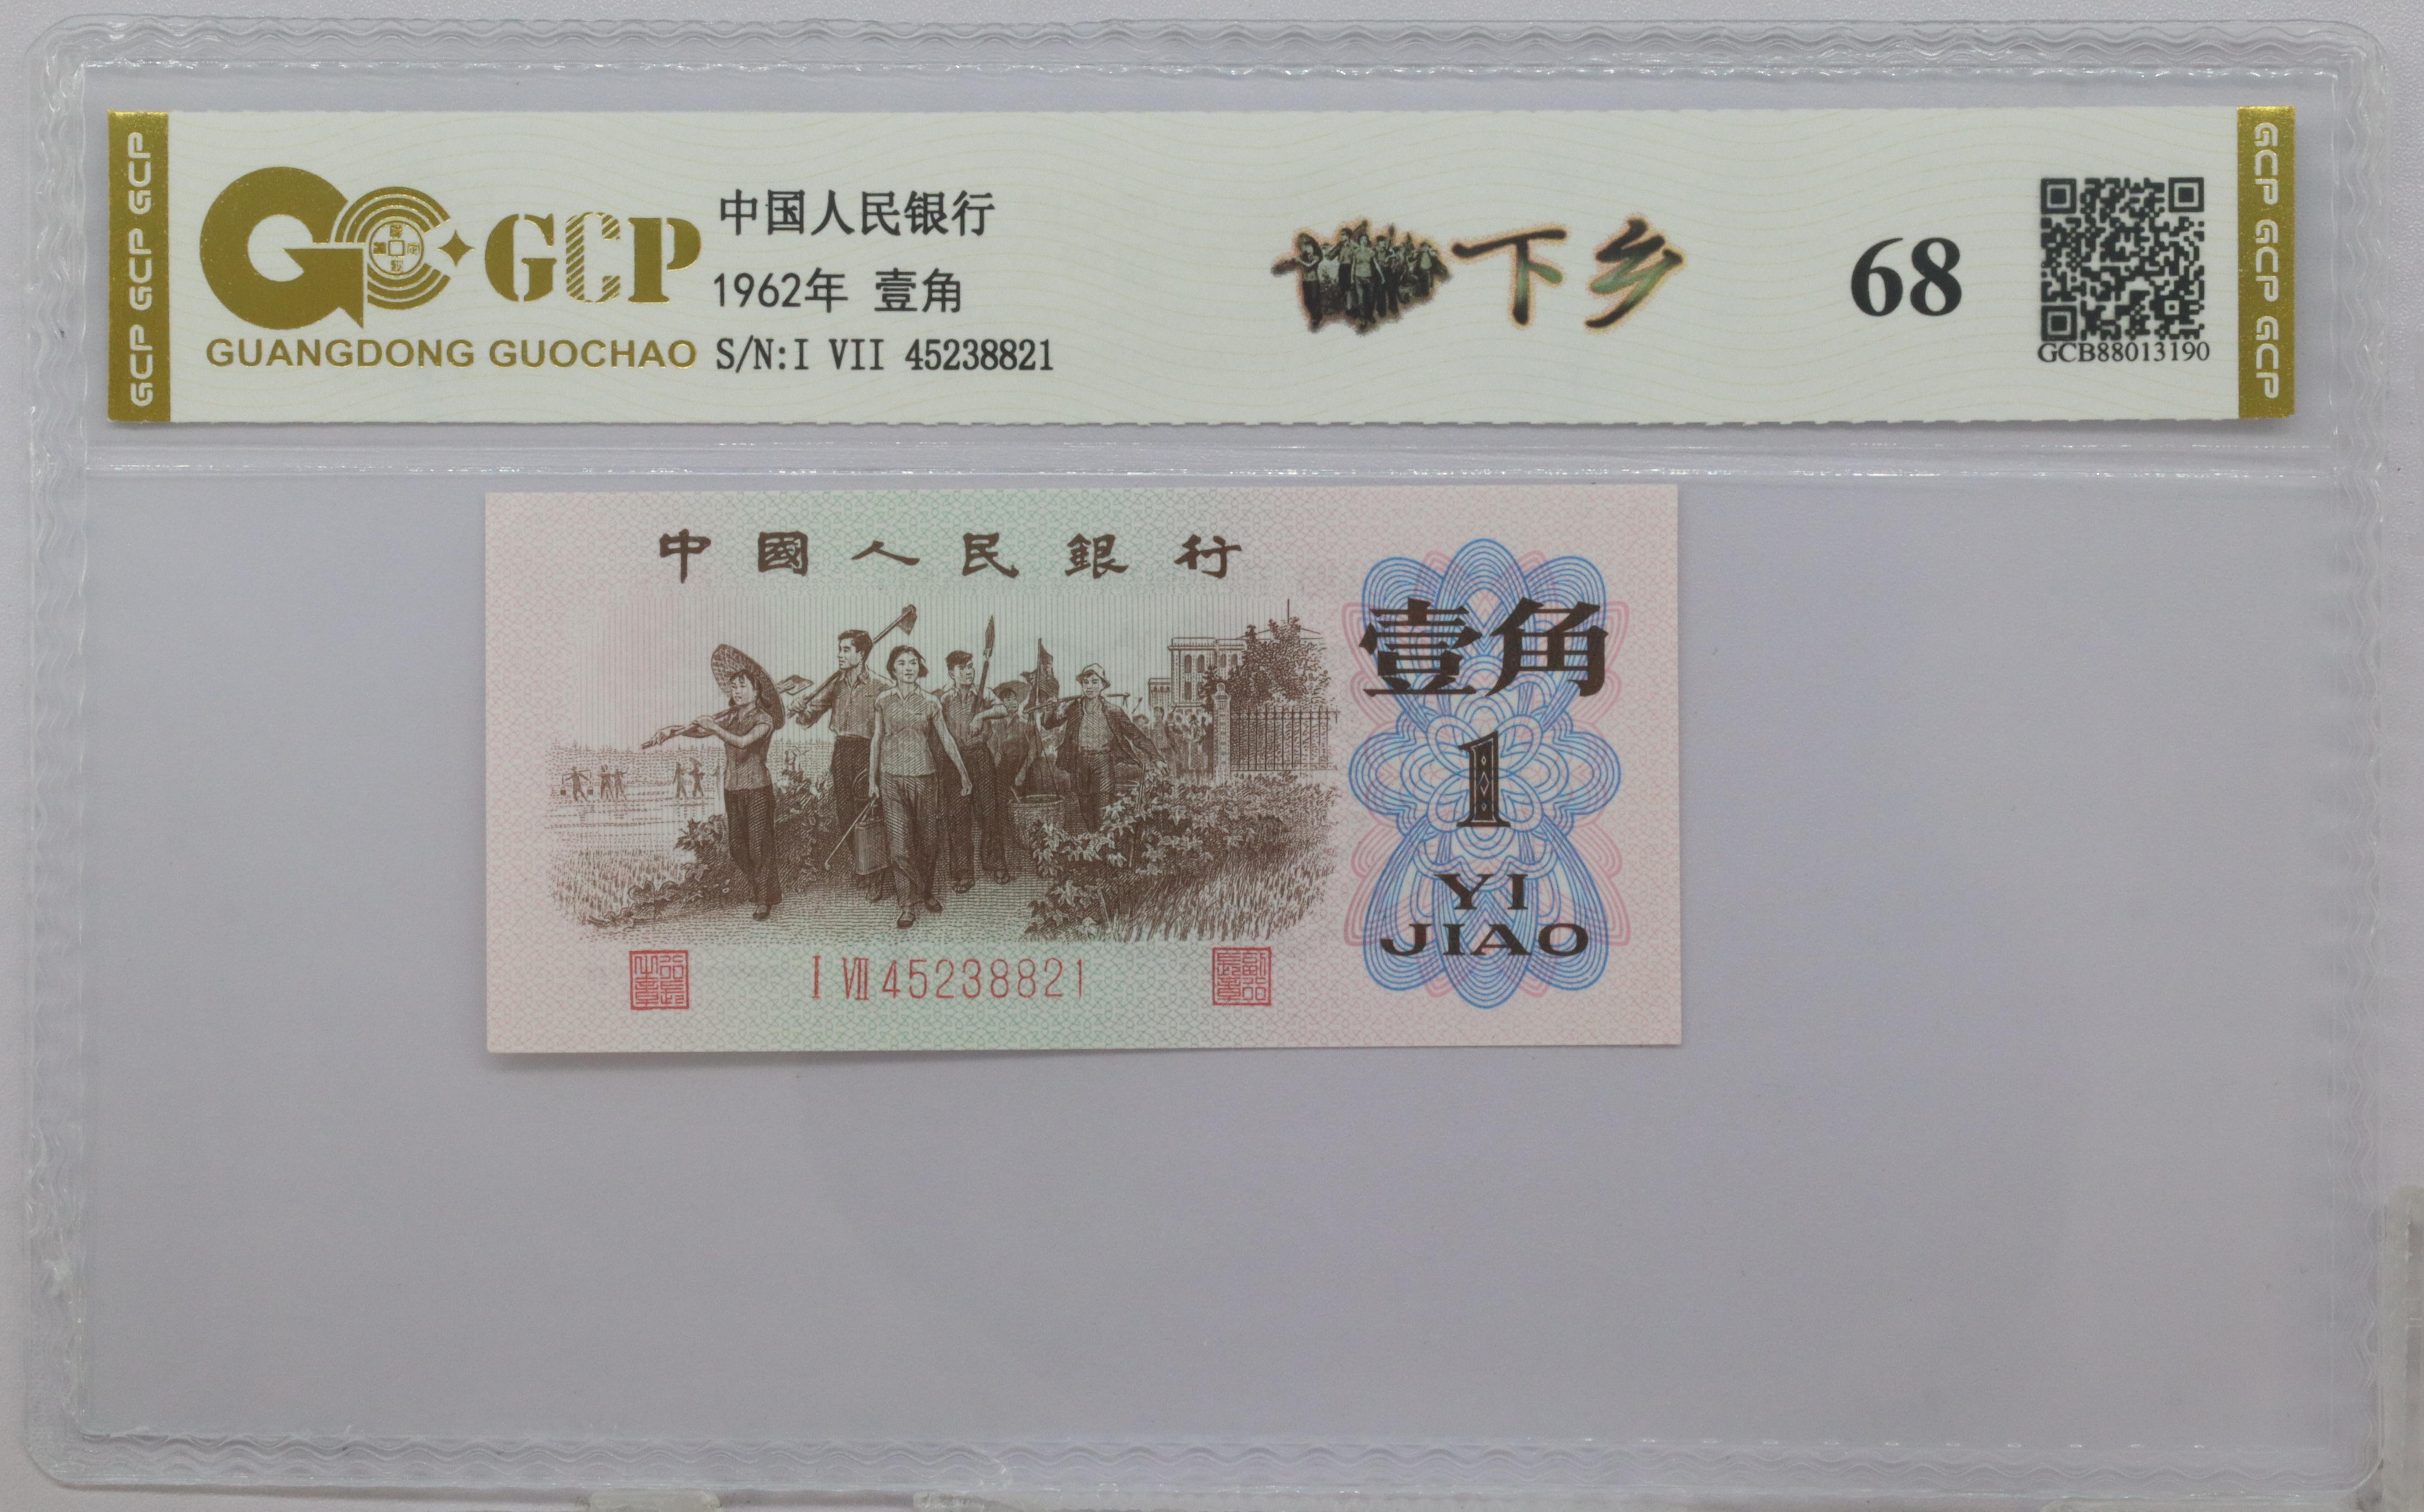 GCP GCP GCP
GCP
GUANGDONG GUOCHAO
中国人民银行
1962年 壹角
S/N:I VII 45238821
下乡
68
GCB88013190
GCP GCP GCP
中國人民銀行
壹角
1
YI
JIAO
I VII 45238821